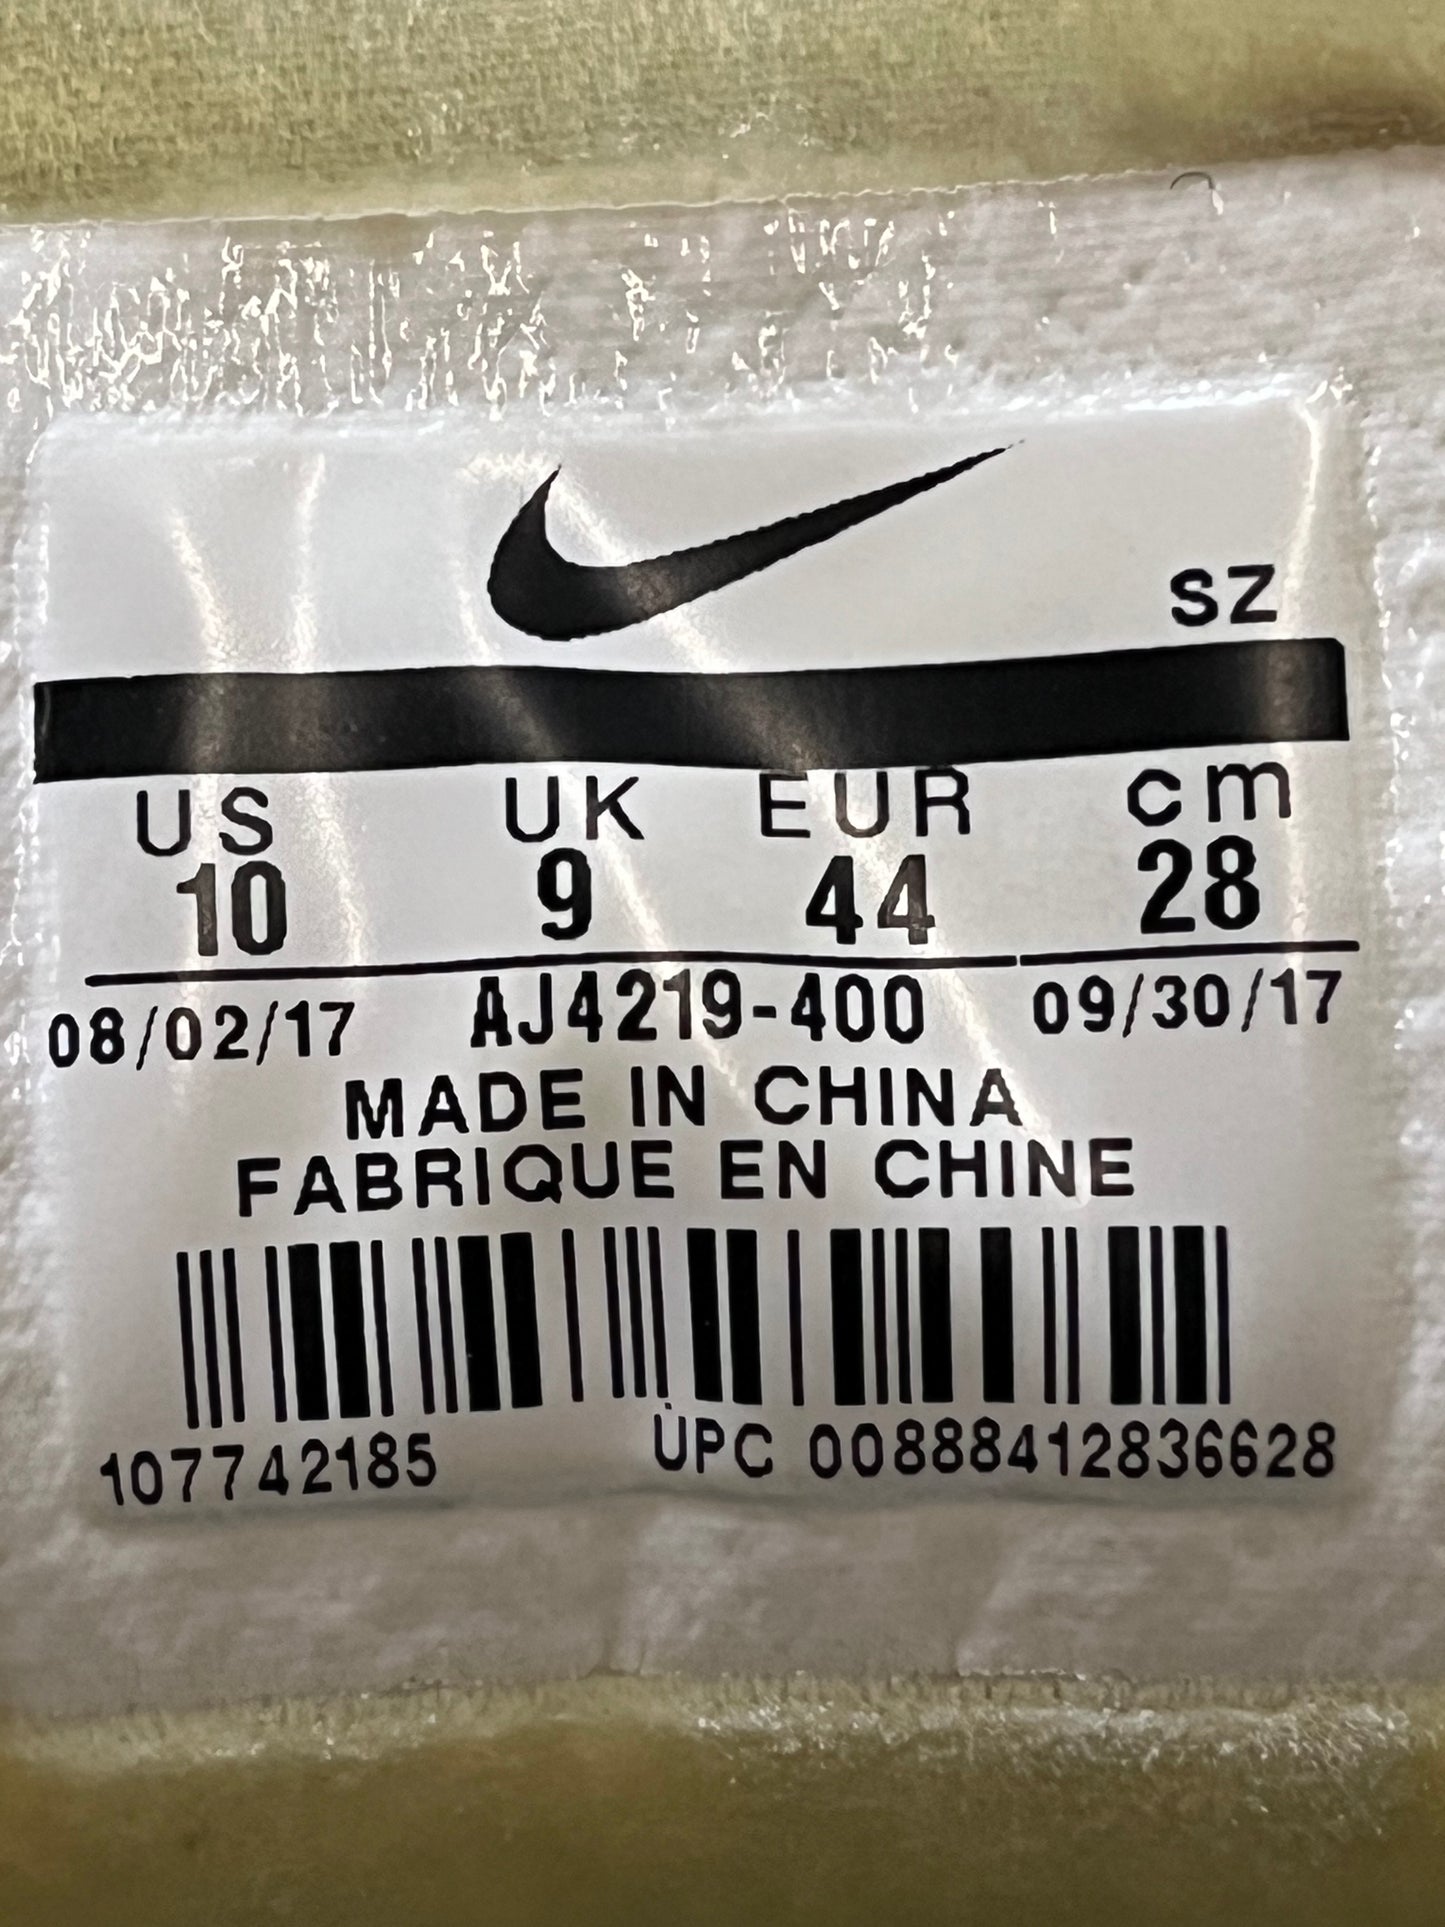 SZ
US UK EUR cm
10 9 44 28
08/02/17 AJ4219-400 09/30/17
MADE IN CHINA
FABRIQUE EN CHINE
107742185 UPC 00888412836628